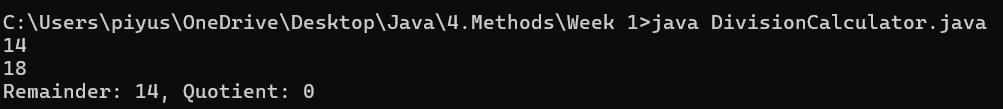 C:\Users\piyus\OneDrive\Desktop\Java\4.Methods\Week 1>java DivisionCalculator.java
14
18
Remainder: 14, Quotient: 0